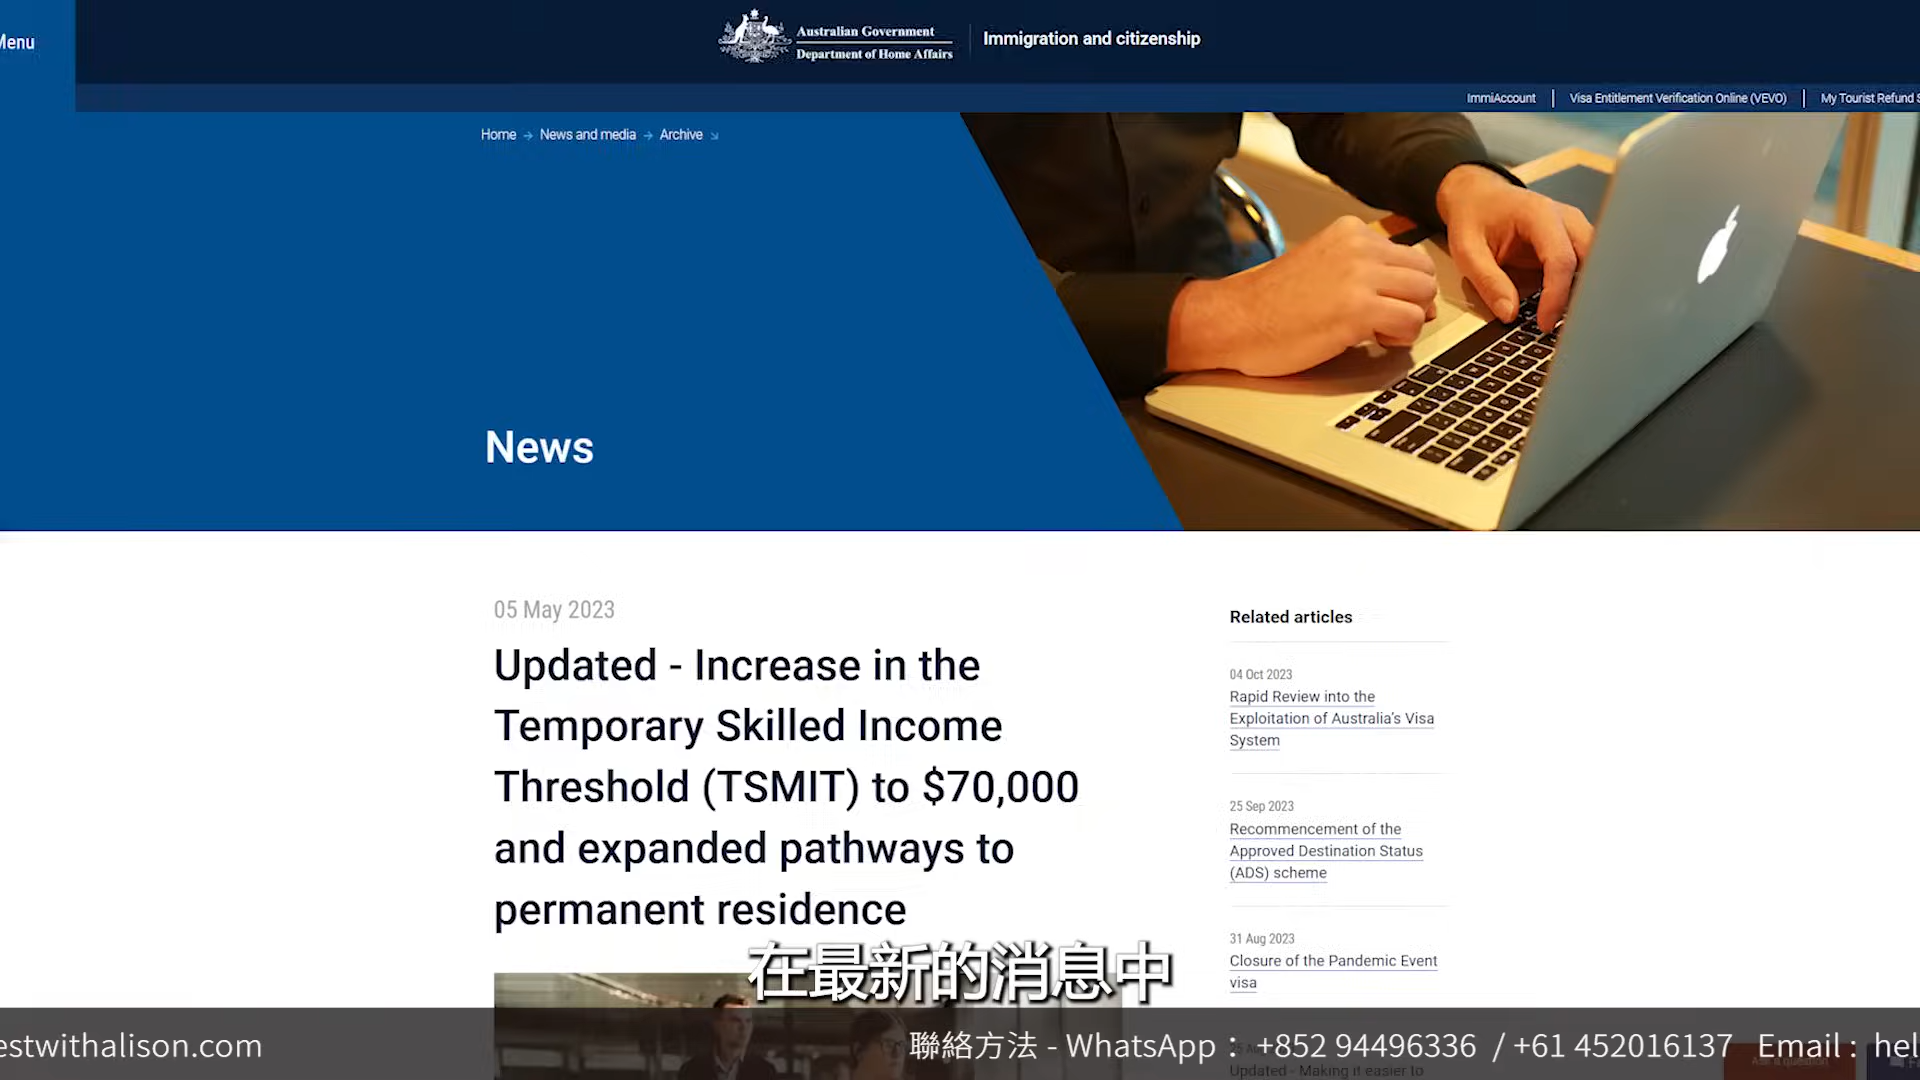 Menu
Australian Government
Department of Home Affairs
Immigration and citizenship
ImmiAccount
Visa Entitlement Verification Online (VEVO)
My Tourist Refund S
Home
News and media
Archive
News
05 May 2023
Updated - Increase in the
Temporary Skilled Income
Threshold (TSMIT) to $70,000
and expanded pathways to
permanent residence
Related articles
04 Oct 2023
Rapid Review into the
Exploitation of Australia's Visa
System
25 Sep 2023
Recommencement of the
Approved Destination Status
(ADS) scheme
31 Aug 2023
Closure of the Pandemic Event
visa
在最新的消息中
estwithalison.com
聯絡方法 - WhatsApp : +852 94496336 / +61 452016137 Email : hel
Updated - Making it easier to
Ask a question